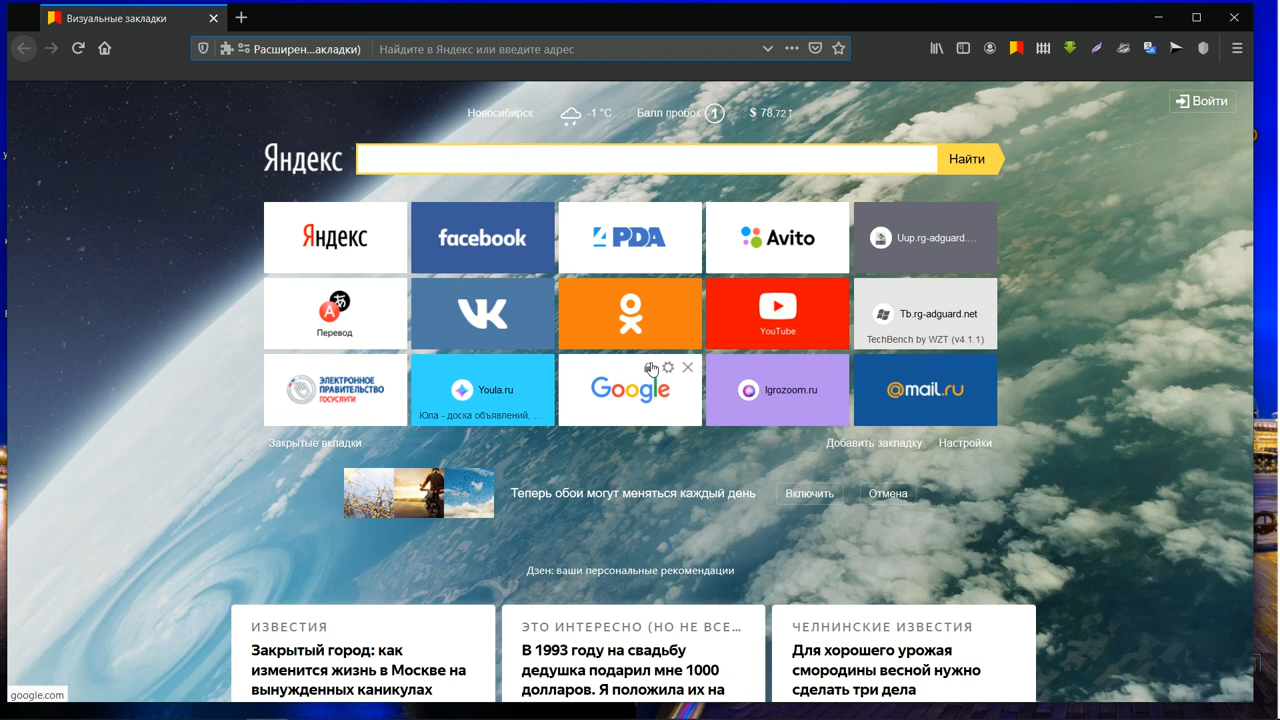 Визуальные закладки
Расширен...акладки)
Найдите в Яндекс или введите адрес
Войти
Новосибирск
-1 °C
Балл пробок 1
$ 78,72↑
Яндекс
Найти
Яндекс
facebook
4PDA
Avito
Uup.rg-adguard....
Перевод
YouTube
Tb.rg-adguard.net
TechBench by WZT (v4.1.1)
ЭЛЕКТРОННОЕ
ПРАВИТЕЛЬСТВО
ГОСУСЛУГИ
Youla.ru
Юла - доска объявлений, ...
Google
Igrozoom.ru
@mail.ru
Закрытые вкладки
Добавить закладку
Настройки
Теперь обои могут меняться каждый день
Включить
Отмена
Дзен: ваши персональные рекомендации
ИЗВЕСТИЯ
Закрытый город: как
изменится жизнь в Москве на
вынужденных каникулах
ЭТО ИНТЕРЕСНО (НО НЕ ВСЕ...
В 1993 году на свадьбу
дедушка подарил мне 1000
долларов. Я положила их на
ЧЕЛНИНСКИЕ ИЗВЕСТИЯ
Для хорошего урожая
смородины весной нужно
сделать три дела
google.com